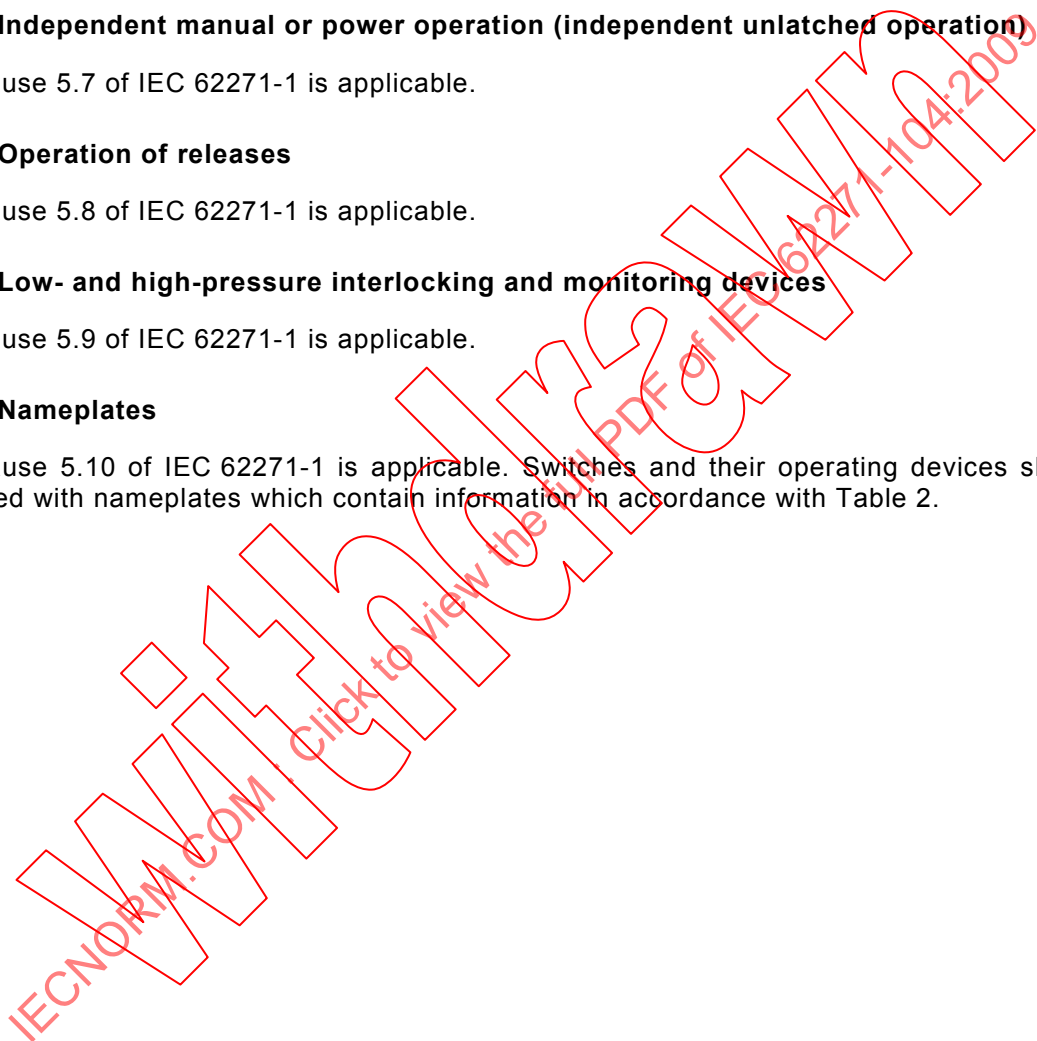 Independent manual or power operation (independent unlatched operation)
use 5.7 of IEC 62271-1 is applicable.
Operation of releases
use 5.8 of IEC 62271-1 is applicable.
Low- and high-pressure interlocking and monitoring devices
use 5.9 of IEC 62271-1 is applicable.
Nameplates
use 5.10 of IEC 62271-1 is applicable. Switches and their operating devices s
ed with nameplates which contain information in accordance with Table 2.
withdrawn
IECNORM.COM : Click to view the full PDF of IEC 62271-104:2009